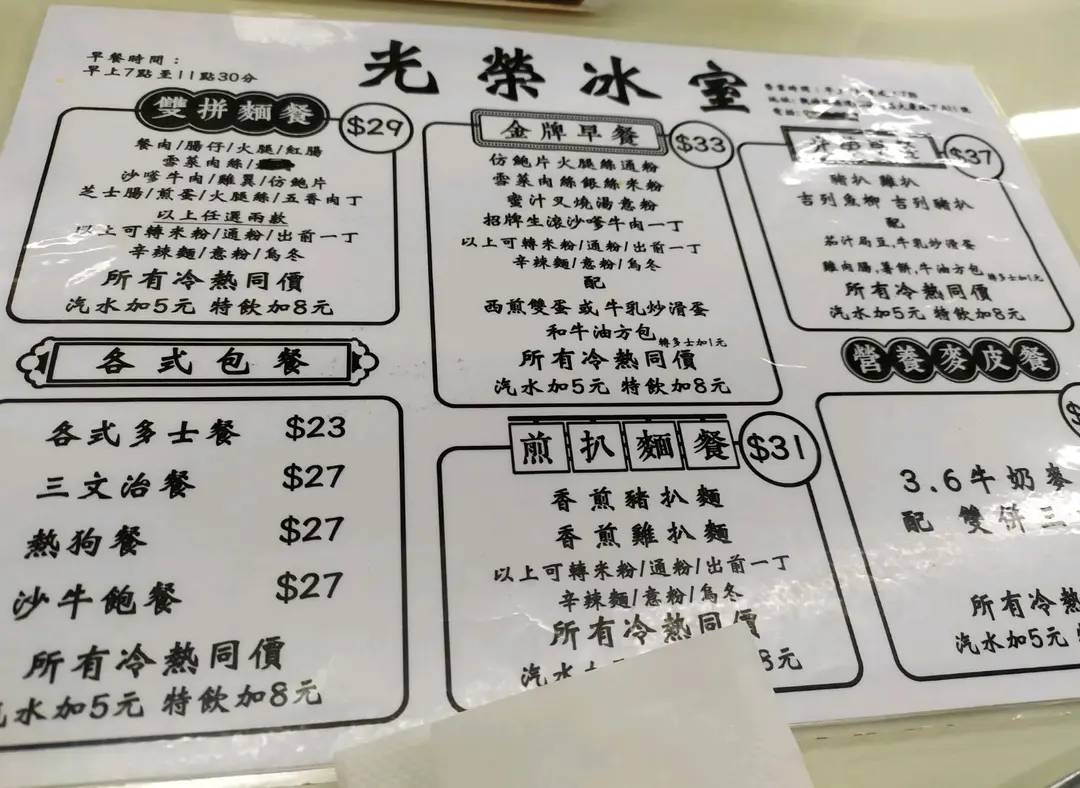 光榮冰室
早餐時間：
早上7點至11點30分
雙拼麵餐
$29
餐肉/腸仔/火腿/紅腸
雪菜肉絲/
沙嗲牛肉/雞翼/仿鮑片
芝士腸/煎蛋/火腿絲/五香肉丁
以上任選兩款
以上可轉米粉/通粉/出前一丁
辛辣麵/意粉/烏冬
所有冷熱同價
汽水加5元 特飲加8元
各式包餐
各式多士餐 $23
三文治餐 $27
熱狗餐 $27
沙牛飽餐 $27
所有冷熱同價
水加5元 特飲加8元
金牌早餐
$33
仿鮑片火腿絲通粉
雪菜肉絲銀絲米粉
蜜汁叉燒湯意粉
招牌生滾沙嗲牛肉一丁
以上可轉米粉/通粉/出前一丁
辛辣麵/意粉/烏冬
配
西煎雙蛋 或 牛乳炒滑蛋
和牛油方包 轉多士加1元
所有冷熱同價
汽水加5元 特飲加8元
煎扒麵餐
$31
香煎豬扒麵
香煎雞扒麵
以上可轉米粉/通粉/出前一丁
辛辣麵/意粉/烏冬
所有冷熱同價
汽水 8元
$37
豬扒 雞扒
吉列魚柳 吉列豬扒
配
茄汁焗豆,牛乳炒滑蛋
雞肉腸,薯餅,牛油方包 轉多士加1元
所有冷熱同價
汽水加5元 特飲加8元
營養麥皮餐
3.6牛奶麥
配 雙併三
所有冷熱
汽水加5元